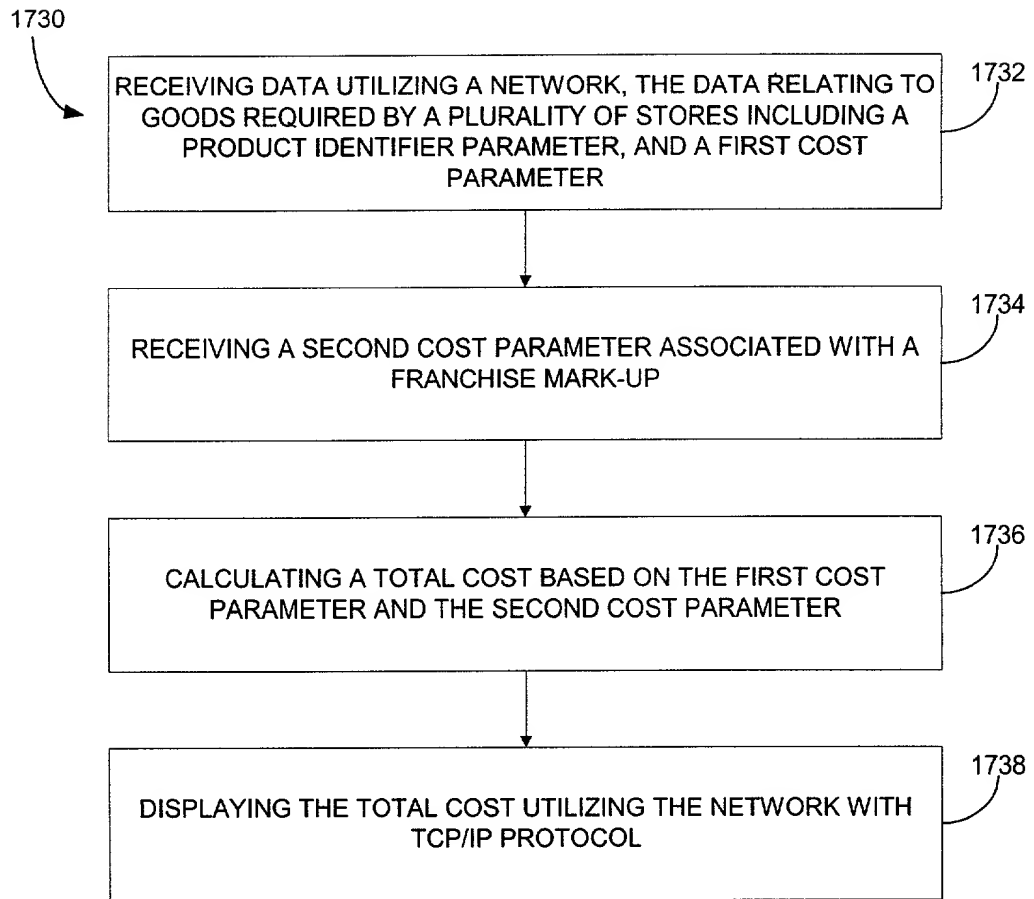 1730
RECEIVING DATA UTILIZING A NETWORK, THE DATA RELATING TO
GOODS REQUIRED BY A PLURALITY OF STORES INCLUDING A
PRODUCT IDENTIFIER PARAMETER, AND A FIRST COST
PARAMETER
1732
RECEIVING A SECOND COST PARAMETER ASSOCIATED WITH A
FRANCHISE MARK-UP
1734
CALCULATING A TOTAL COST BASED ON THE FIRST COST
PARAMETER AND THE SECOND COST PARAMETER
1736
DISPLAYING THE TOTAL COST UTILIZING THE NETWORK WITH
TCP/IP PROTOCOL
1738